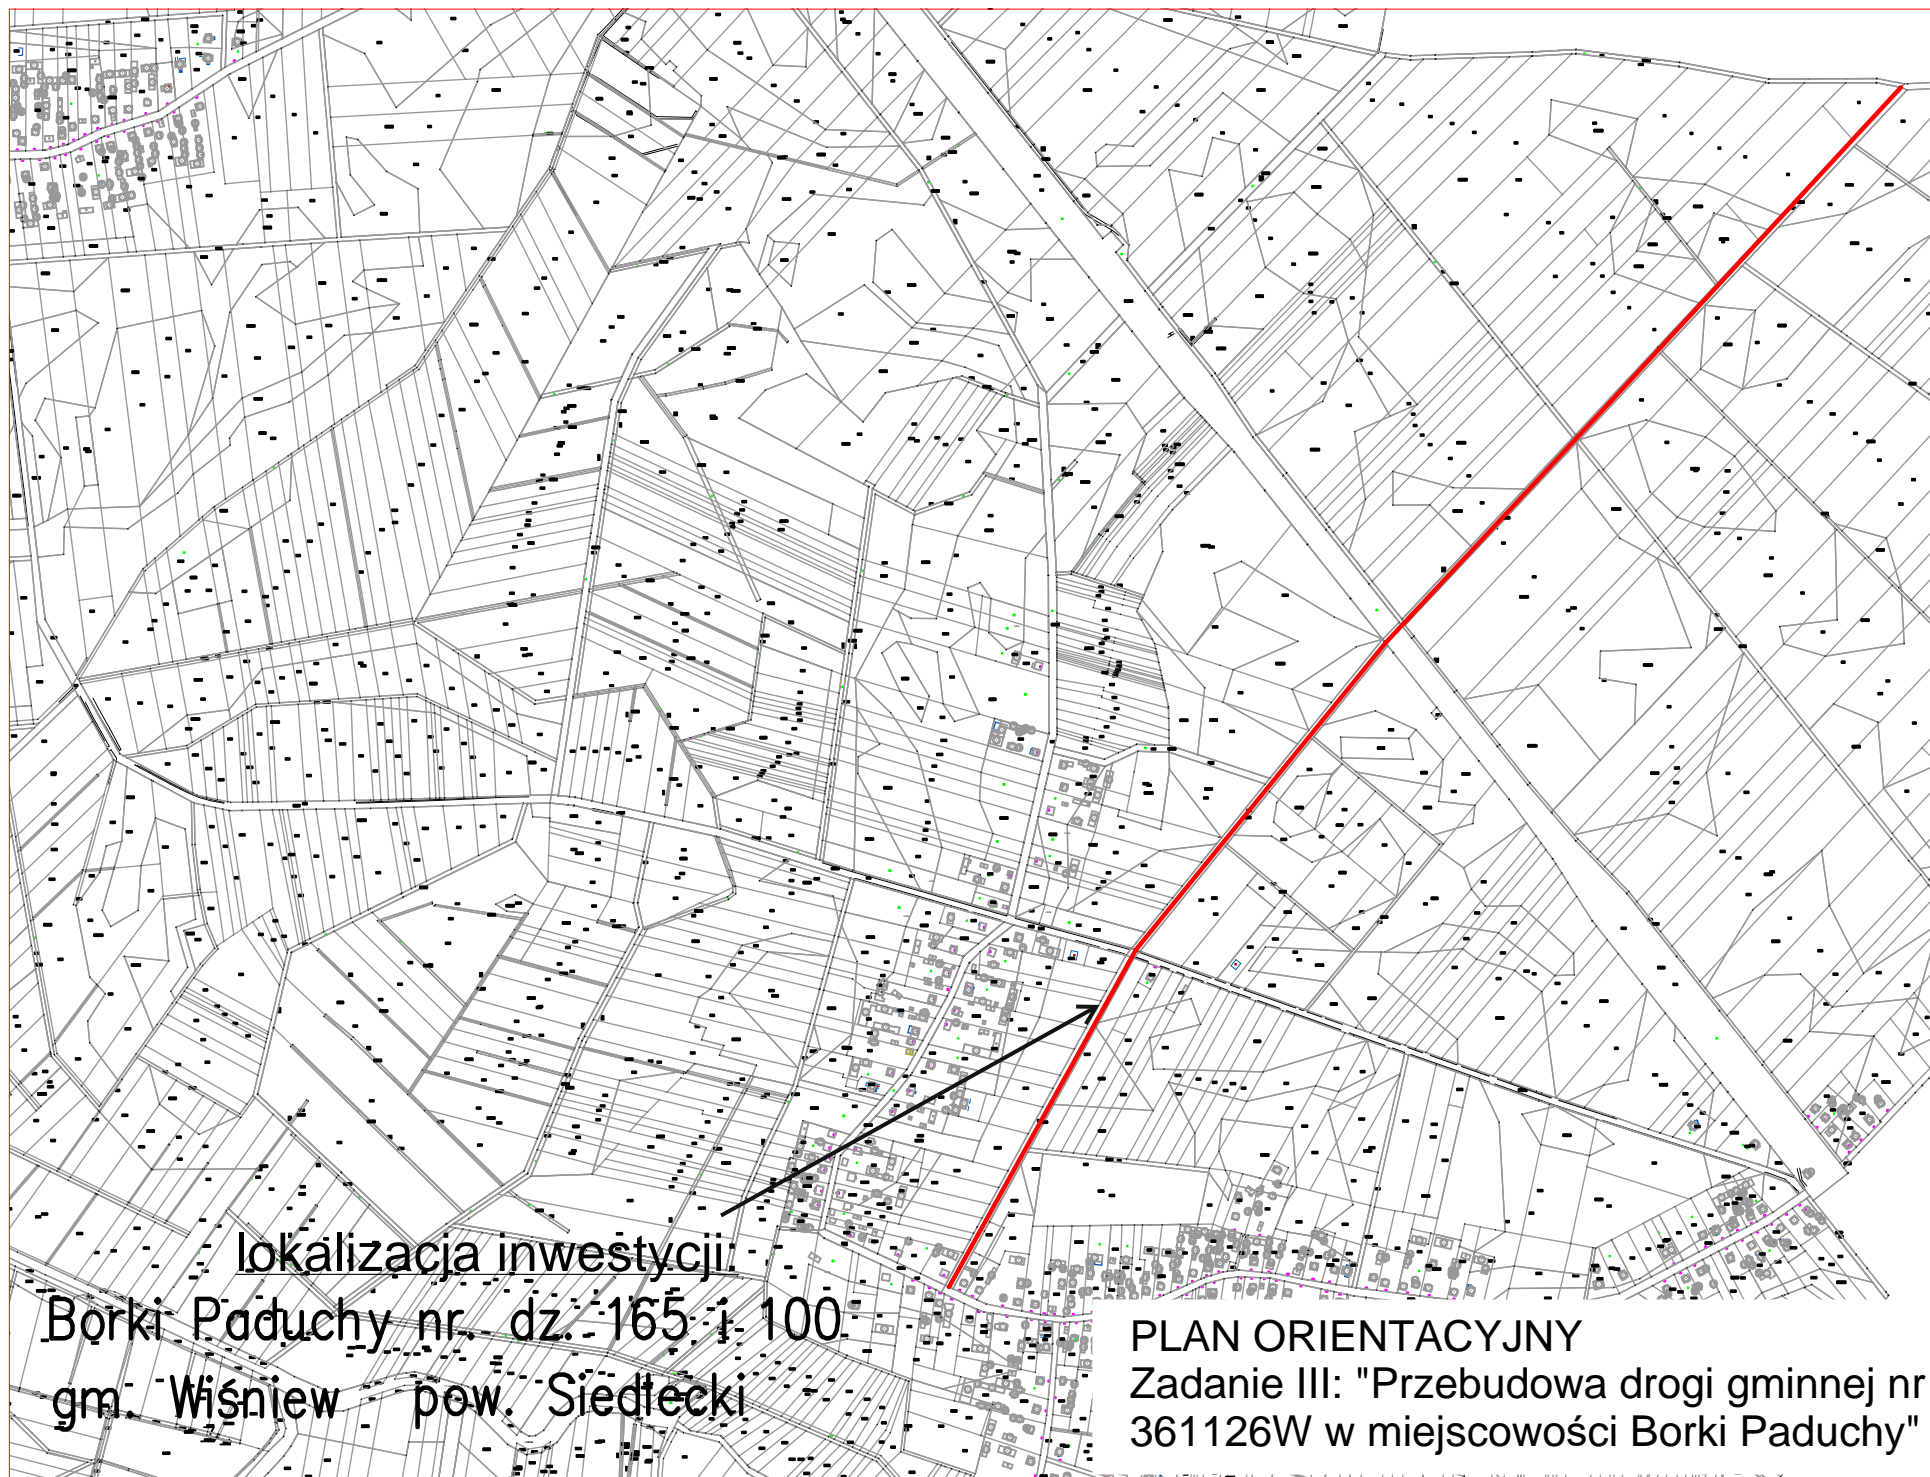 lokalizacja inwestycji:
Borki Paduchy nr. dz. 165 i 100
gm. Wiśniew pow. Siedlecki
PLAN ORIENTACYJNY
Zadanie III: "Przebudowa drogi gminnej nr
361126W w miejscowości Borki Paduchy"